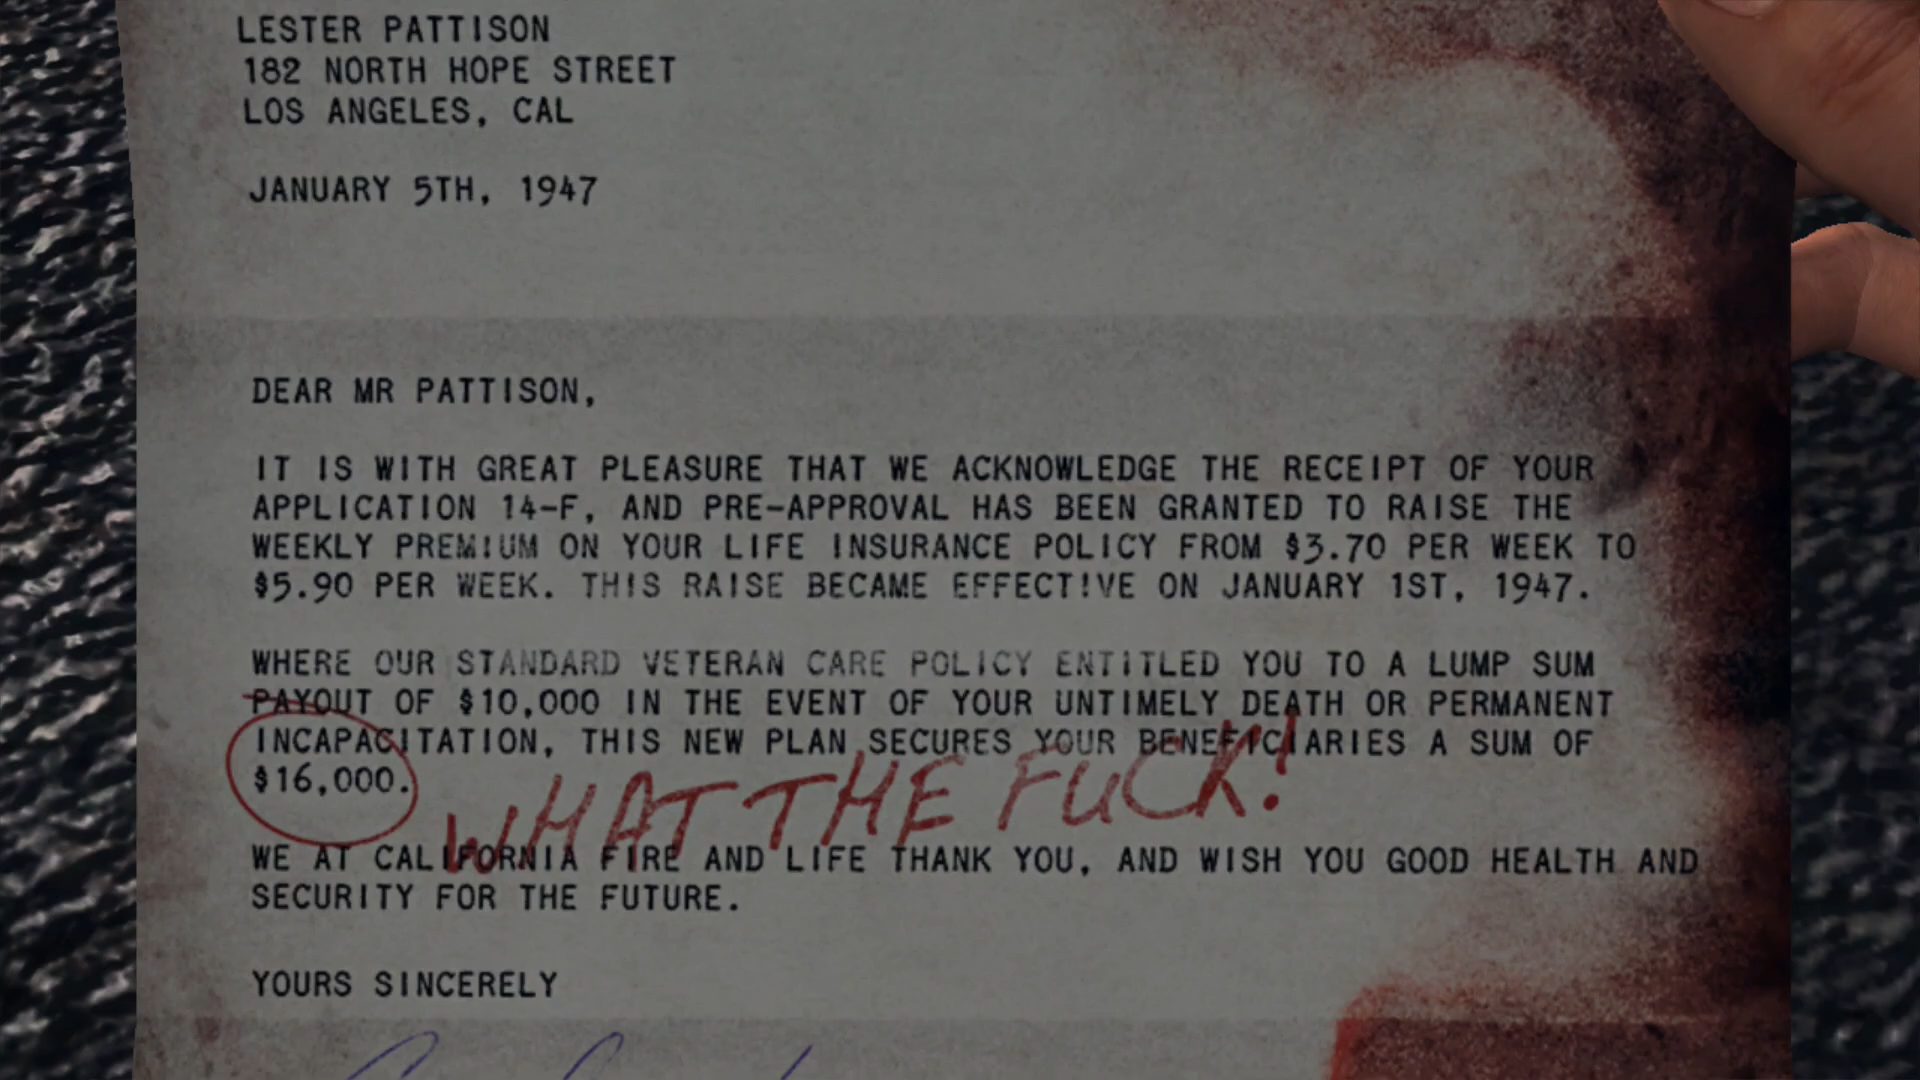 LESTER PATTISON
182 NORTH HOPE STREET
LOS ANGELES, CAL
JANUARY 5TH, 1947
DEAR MR PATTISON,
IT IS WITH GREAT PLEASURE THAT WE ACKNOWLEDGE THE RECEIPT OF YOUR
APPLICATION 14-F, AND PRE-APPROVAL HAS BEEN GRANTED TO RAISE THE
WEEKLY PREMIUM ON YOUR LIFE INSURANCE POLICY FROM $3.70 PER WEEK TO
$5.90 PER WEEK. THIS RAISE BECAME EFFECTIVE ON JANUARY 1ST, 1947.
WHERE OUR STANDARD VETERAN CARE POLICY ENTITLED YOU TO A LUMP SUM
PAYOUT OF $10,000 IN THE EVENT OF YOUR UNTIMELY DEATH OR PERMANENT
INCAPACITATION, THIS NEW PLAN SECURES YOUR BENEFICIARIES A SUM OF
$16,000.
WHAT THE FUCK!
WE AT CALIFORNIA FIRE AND LIFE THANK YOU, AND WISH YOU GOOD HEALTH AND
SECURITY FOR THE FUTURE.
YOURS SINCERELY